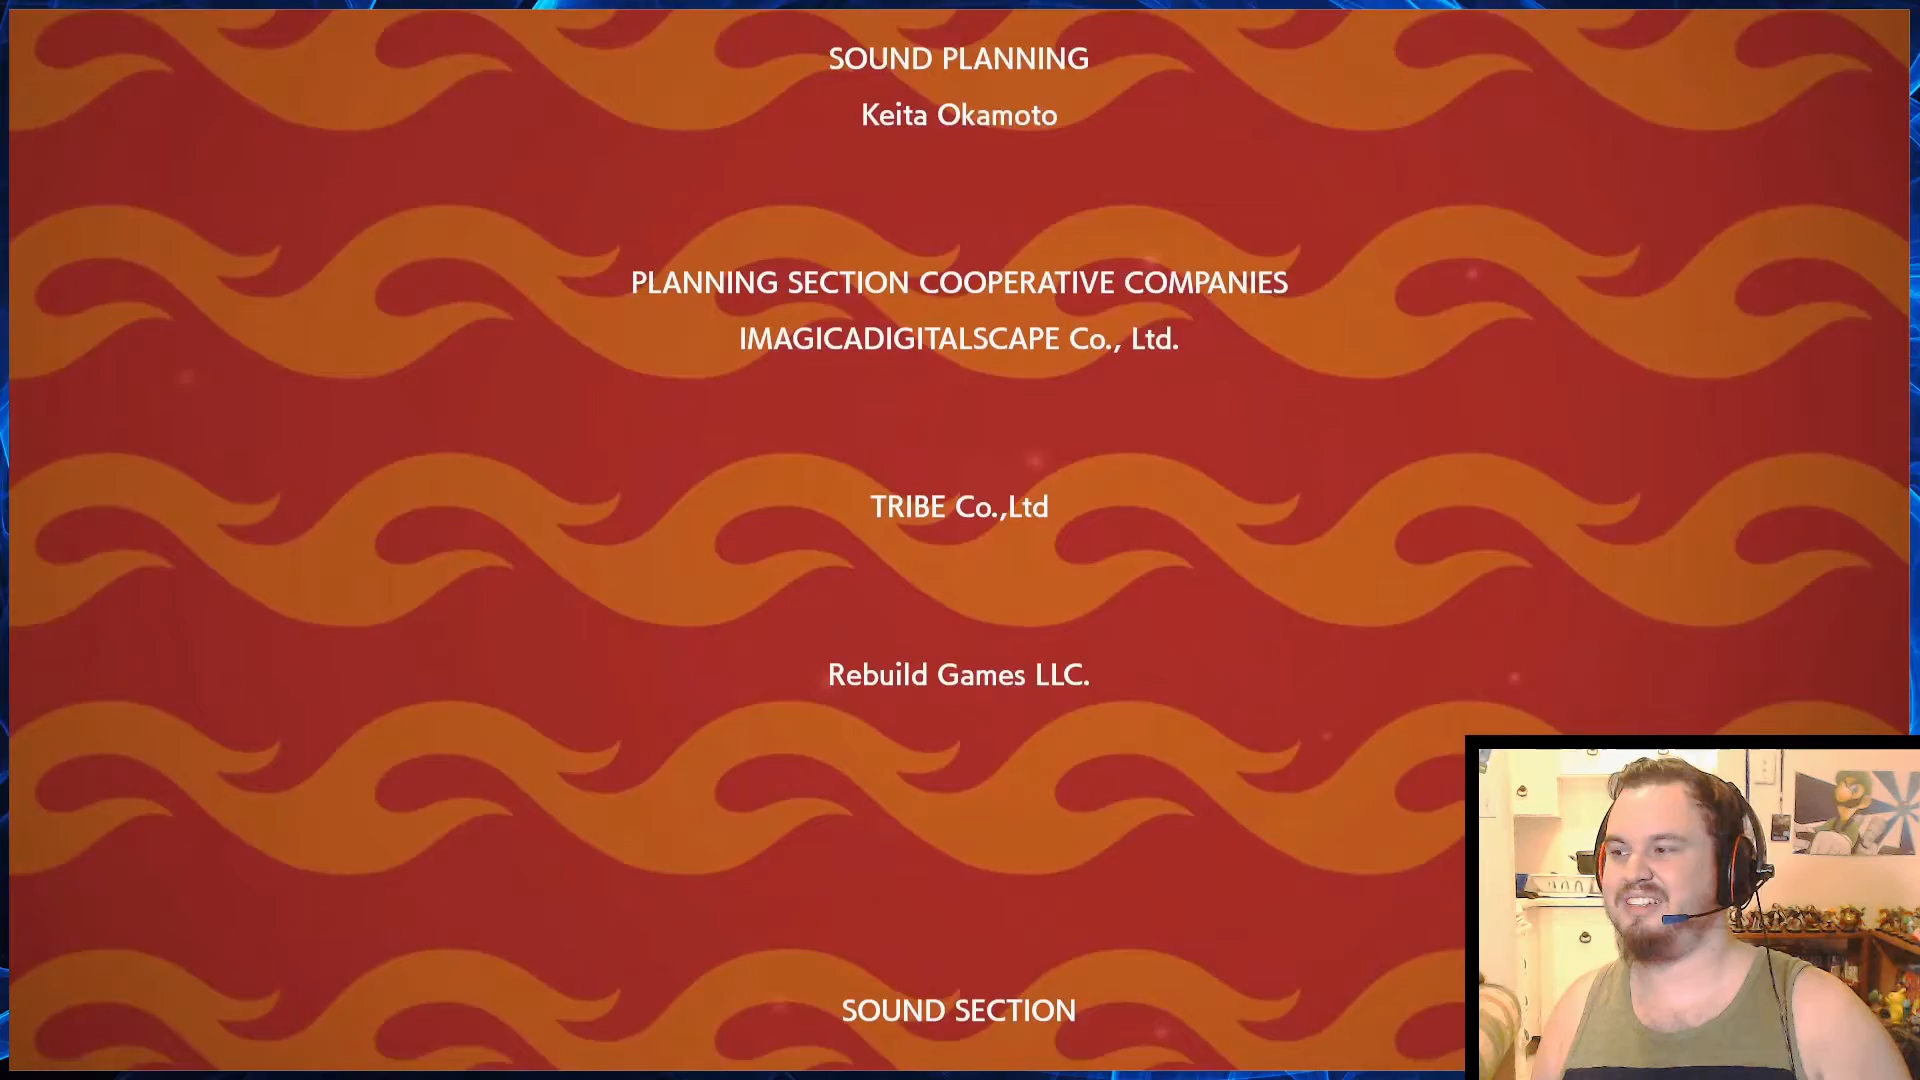 SOUND PLANNING
Keita Okamoto
PLANNING SECTION COOPERATIVE COMPANIES
IMAGICADIGITALSCAPE Co., Ltd.
TRIBE Co.,Ltd
Rebuild Games LLC.
SOUND SECTION